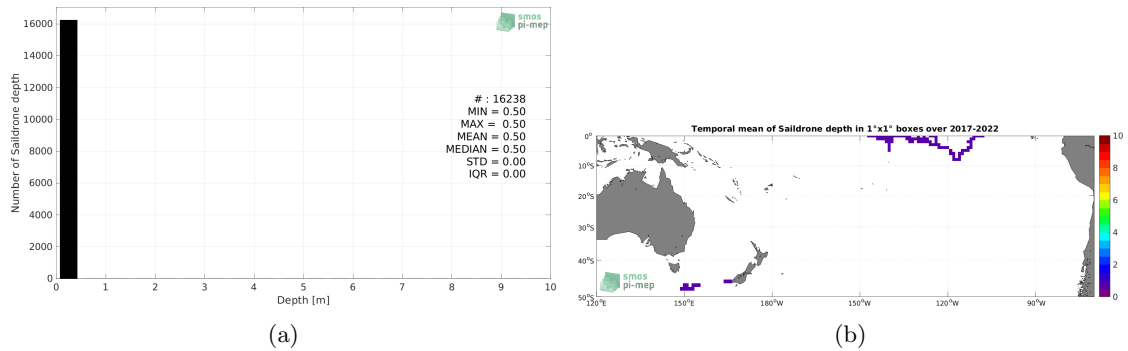 16000
14000
12000
10000
8000
6000
4000
2000
0
Number of Saildrone depth
smos
pi-mep
# : 16238
MIN = 0.50
MAX = 0.50
MEAN = 0.50
MEDIAN = 0.50
STD = 0.00
IQR = 0.00
0 1 2 3 4 5 6 7 8 9 10
Depth [m]
(a)
Temporal mean of Saildrone depth in 1°x1° boxes over 2017-2022
0°
10°S
20°S
30°S
40°S
50°S
120°E 150°E 180°W 150°W 120°W 90°W
smos
pi-mep
10
8
6
4
2
0
(b)